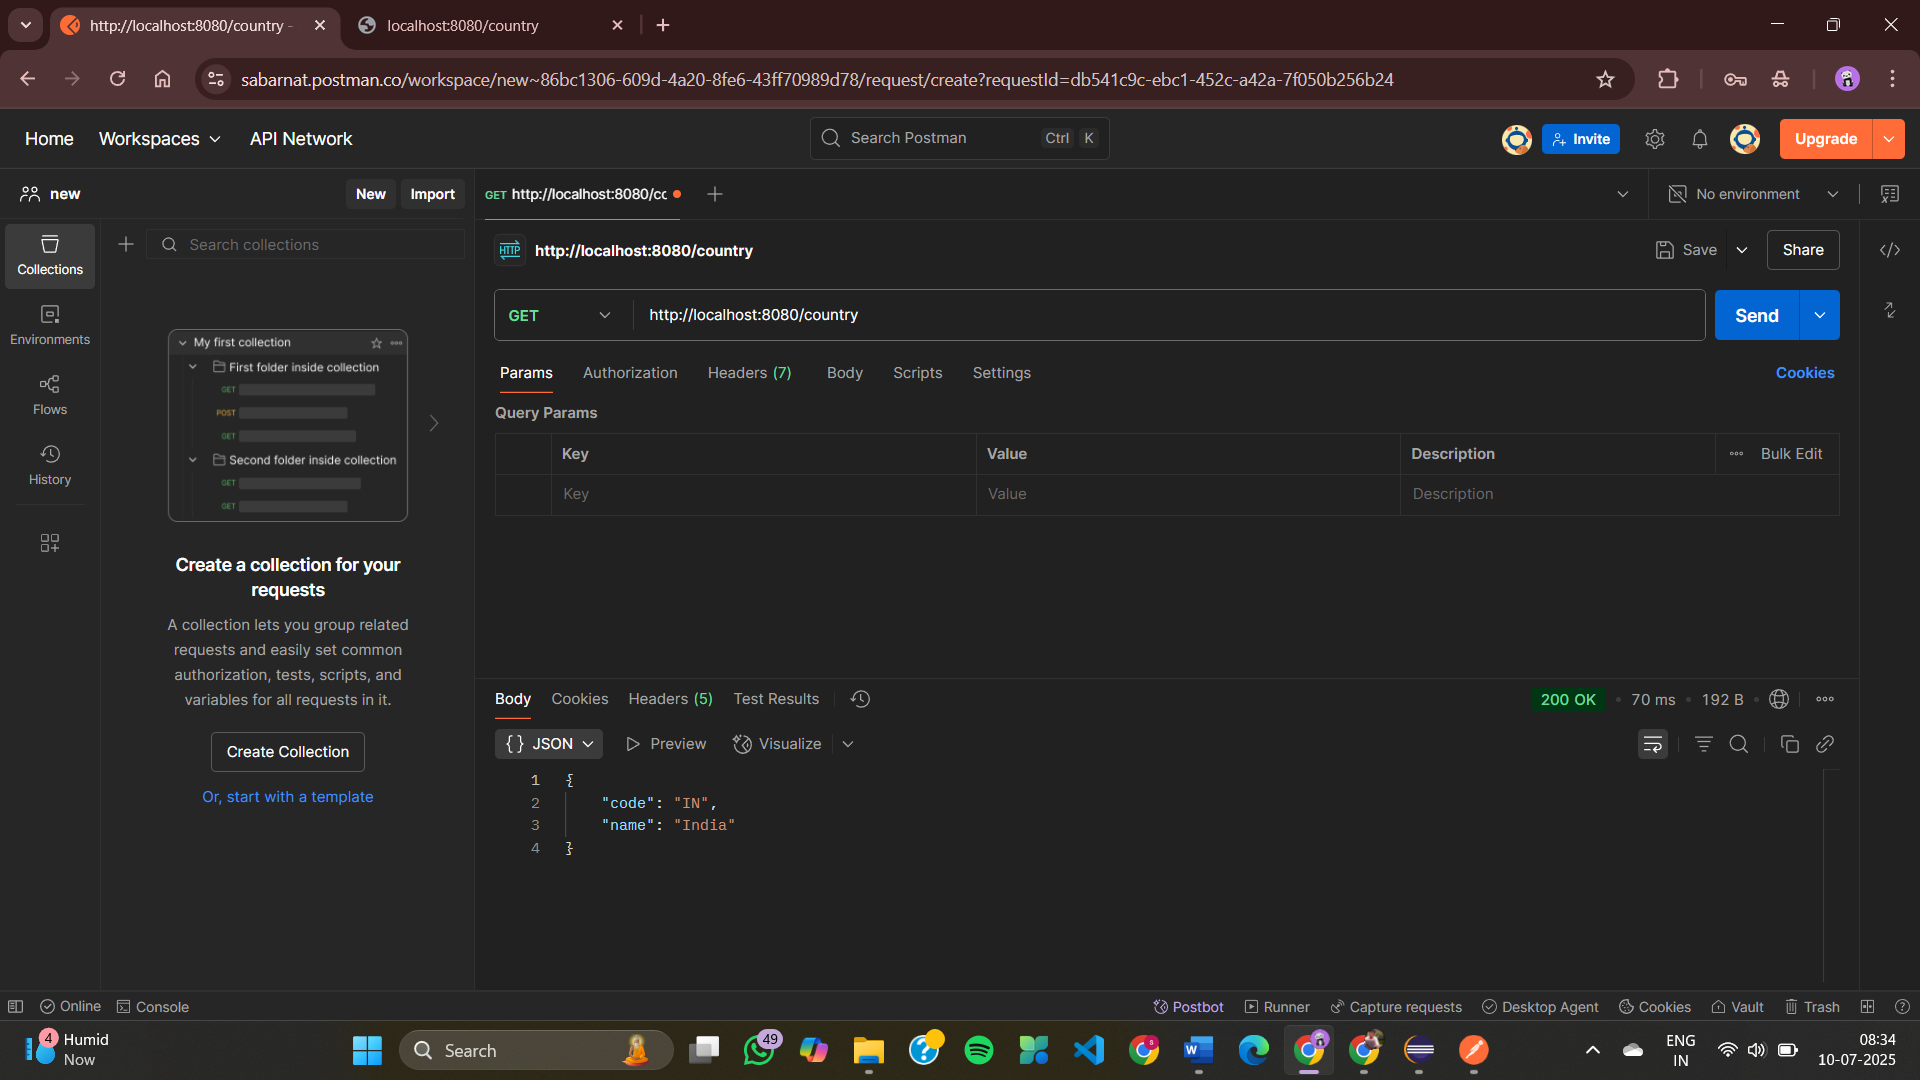 http://localhost:8080/country -
localhost:8080/country
sabarnat.postman.co/workspace/new~86bc1306-609d-4a20-8fe6-43ff70989d78/request/create?requestId=db541c9c-ebc1-452c-a42a-7f050b256b24
Home Workspaces API Network
Search Postman Ctrl K
Invite Upgrade
new New Import
GET http://localhost:8080/cc
No environment
Collections
Search collections
Environments
Flows
History
My first collection
First folder inside collection
GET
POST
GET
Second folder inside collection
GET
GET
Create a collection for your
requests
A collection lets you group related
requests and easily set common
authorization, tests, scripts, and
variables for all requests in it.
Create Collection
Or, start with a template
HTTP http://localhost:8080/country
Save Share
GET http://localhost:8080/country
Send
Params Authorization Headers (7) Body Scripts Settings Cookies
Query Params
Key Value Description Bulk Edit
Key Value Description
Body Cookies Headers (5) Test Results
200 OK 70 ms 192 B
{} JSON Preview Visualize
1 {
2 "code": "IN",
3 "name": "India"
4 }
Online Console
Postbot Runner Capture requests Desktop Agent Cookies Vault Trash
4 Humid
Now
Search
49
ENG
IN
08:34
10-07-2025